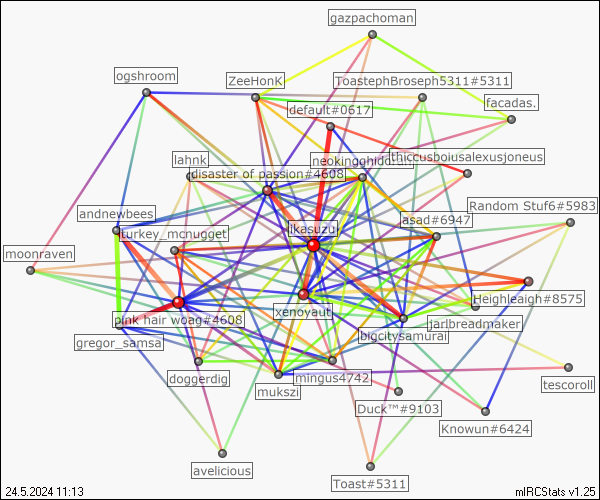 gazpachoman
ogshroom
ZeeHonK
ToastephBroseph5311#5311
default#0617
facadas.
lahnk
neokingghidorah
thiccusboiusalexusjoneus
disaster of passion#4608
andnewbees
Random Stuf6#5983
asad#6947
turkey_mcnugget
ikasuzu
moonraven
Heighleaigh#8575
xenoyaut
pink hair woag#4608
jarlbreadmaker
bigcitysamurai
gregor_samsa
doggerdig
mingus4742
tescoroll
mukszi
Duck™#9103
Knowun#6424
avelicious
Toast#5311
24.5.2024 11:13
mIRCStats v1.25